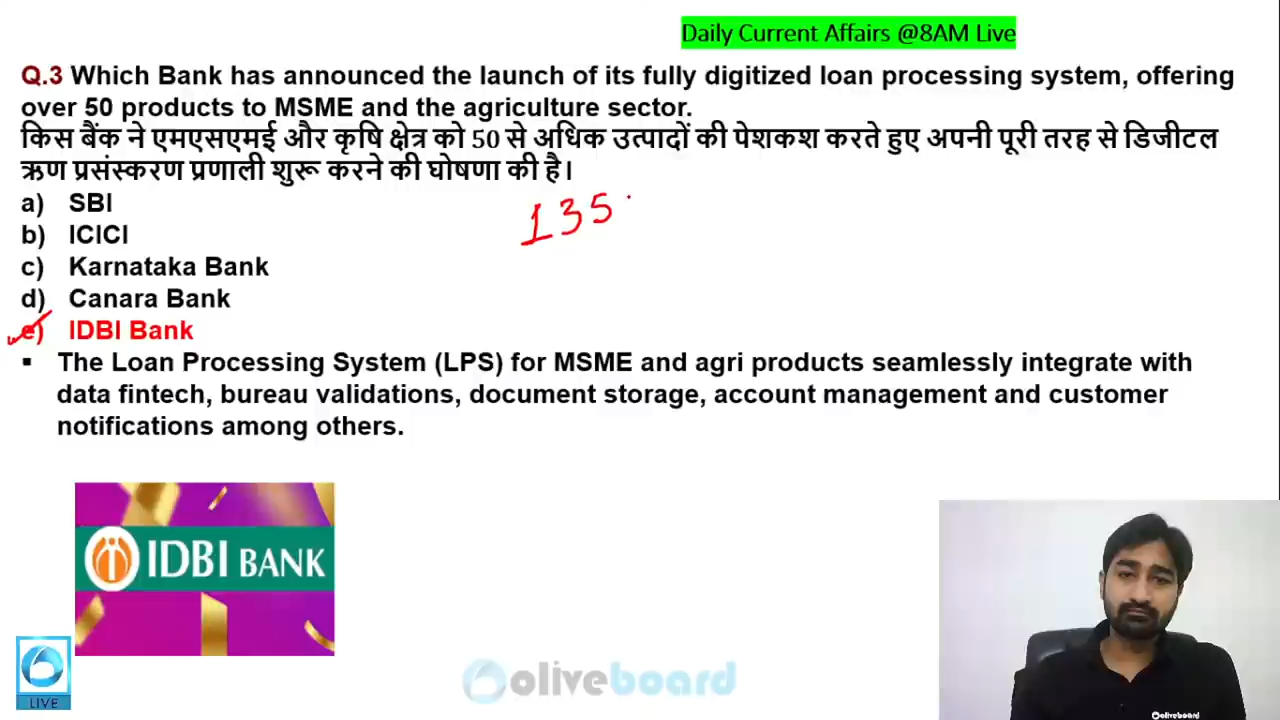 Daily Current Affairs @8AM Live
Q.3 Which Bank has announced the launch of its fully digitized loan processing system, offering
over 50 products to MSME and the agriculture sector.
किस बैंक ने एमएसएमई और कृषि क्षेत्र को 50 से अधिक उत्पादों की पेशकश करते हुए अपनी पूरी तरह से डिजीटल
ऋण प्रसंस्करण प्रणाली शुरू करने की घोषणा की है।
a) SBI
135
b) ICICI
c) Karnataka Bank
d) Canara Bank
e) IDBI Bank
▪ The Loan Processing System (LPS) for MSME and agri products seamlessly integrate with
data fintech, bureau validations, document storage, account management and customer
notifications among others.
IDBI BANK
LIVE
oliveboard
oliveboard